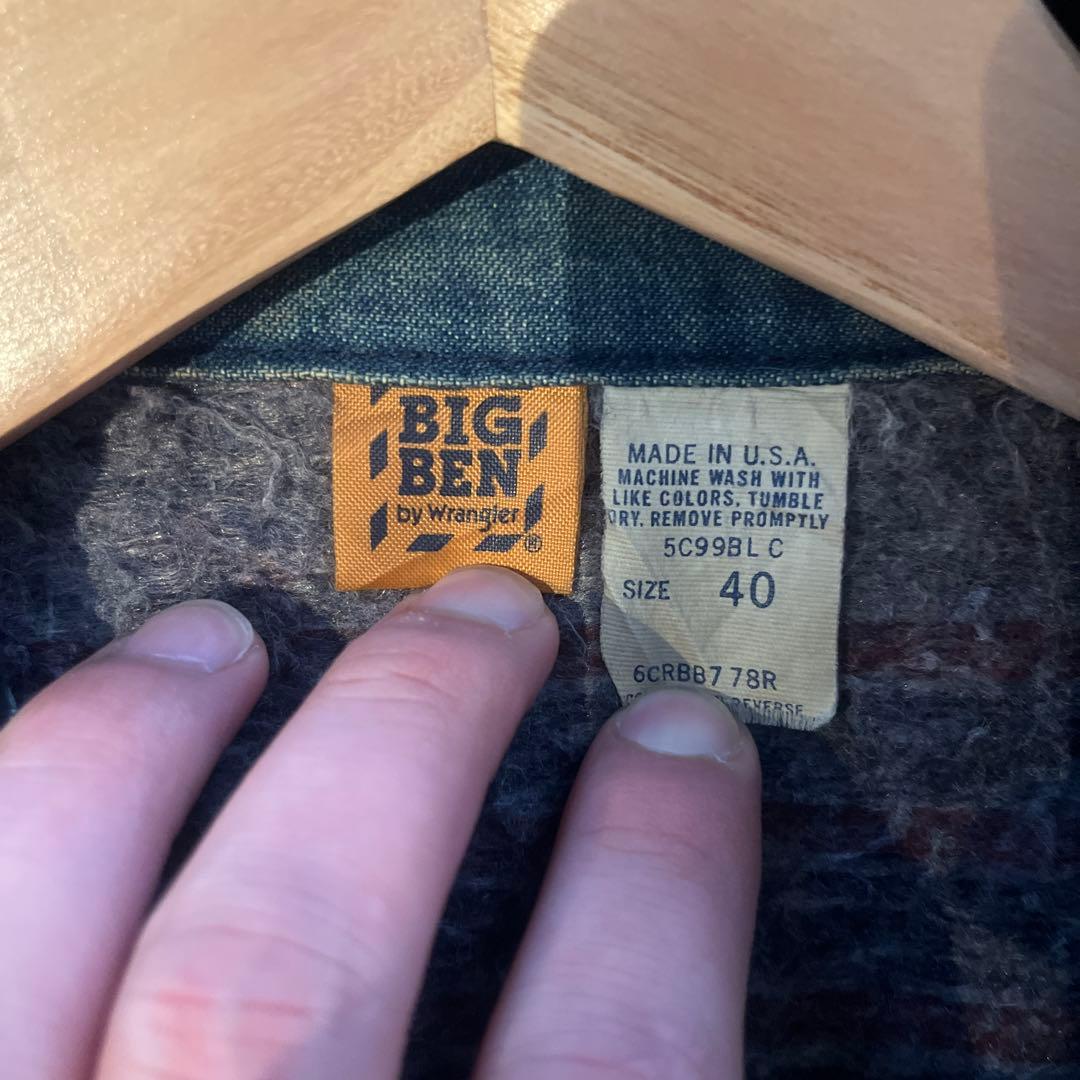 BIG
BEN
by Wrangler®
MADE IN U.S.A.
MACHINE WASH WITH
LIKE COLORS, TUMBLE
DRY. REMOVE PROMPTLY
5C99BL C
SIZE 40
6CRBB7 78R
REVERSE